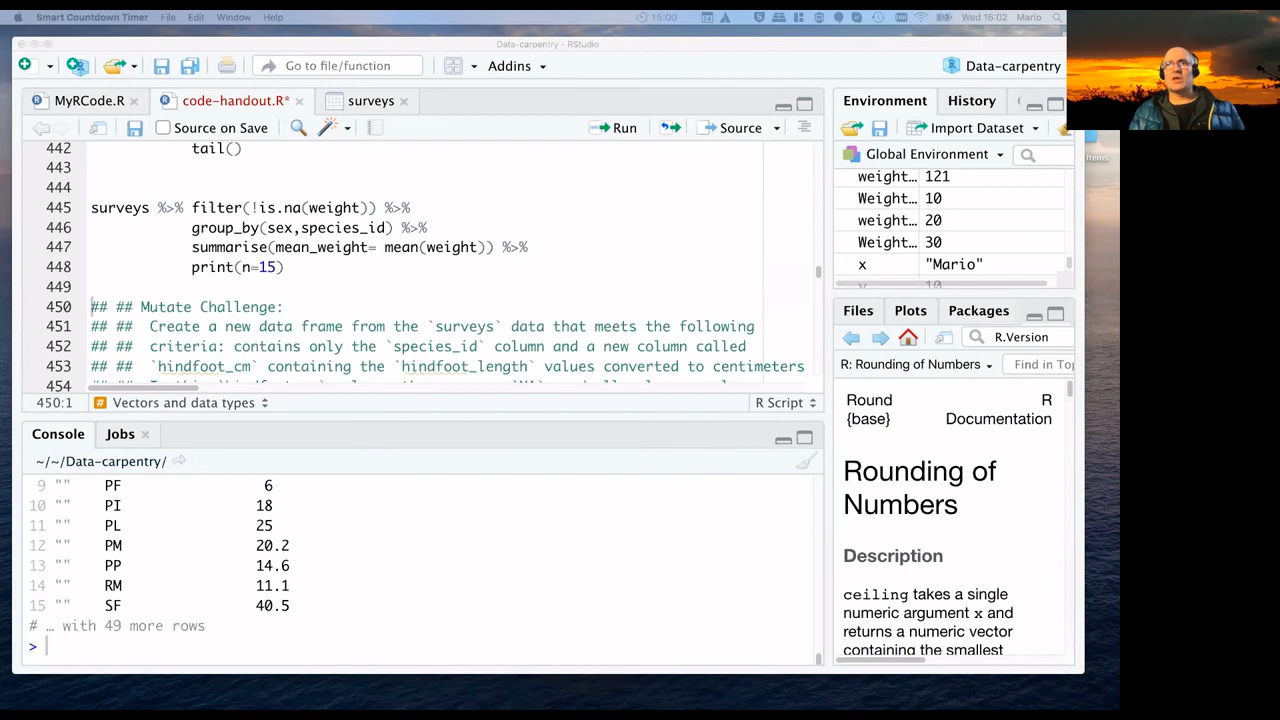 Smart Countdown Timer File Edit Window Help 15:00 14 Wed 16:02 Mario
Data-carpentry - RStudio
Go to file/function Addins Data-carpentry
MyRCode.R code-handout.R* surveys
Source on Save Run Source
442 tail()
443
444
445 surveys %>% filter(!is.na(weight)) %>%
446 group_by(sex,species_id) %>%
447 summarise(mean_weight= mean(weight)) %>%
448 print(n=15)
449
450 ## ## Mutate Challenge:
451 ## ##  Create a new data frame from the `surveys` data that meets the following
452 ## ##  criteria: contains only the `species_id` column and a new column called
453 ## ##  `hindfoot_cm` containing the `hindfoot_length` values converted to centimeters
454
450:1 # Vectors and data types R Script
Console Jobs
~/~/Data-carpentry/
9 "" PF 6
10 "" PI 18
11 "" PL 25
12 "" PM 20.2
13 "" PP 14.6
14 "" RM 11.1
15 "" SF 40.5
# … with 49 more rows
>
Environment History
Import Dataset
Global Environment
weight… 121
Weight… 10
weight… 20
Weight… 30
x "Mario"
Files Plots Packages
R.Version
R: Rounding of Numbers Find in To
Round R
{base} Documentation
Rounding of
Numbers
Description
ceiling takes a single
numeric argument x and
returns a numeric vector
containing the smallest
Items